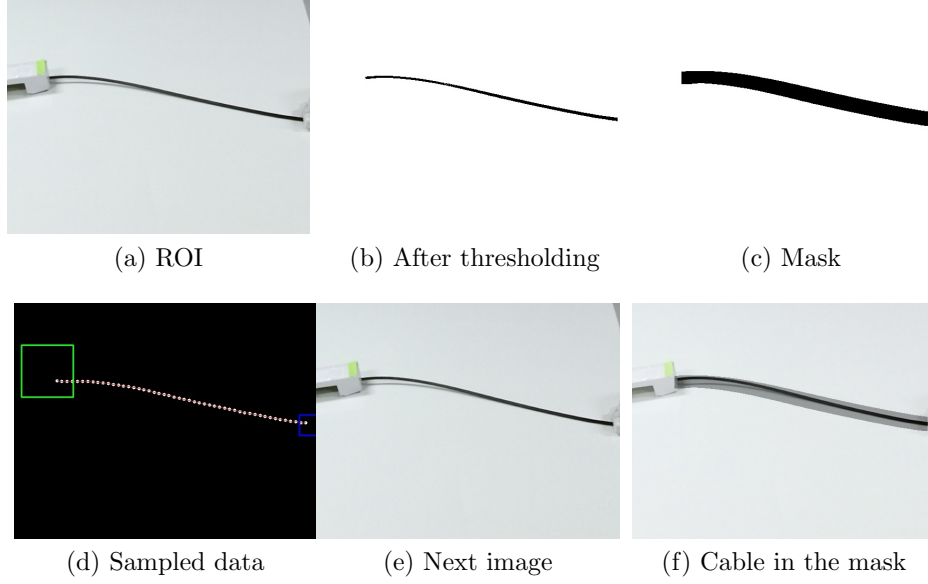 (a) ROI
(b) After thresholding
(c) Mask
(d) Sampled data
(e) Next image
(f) Cable in the mask